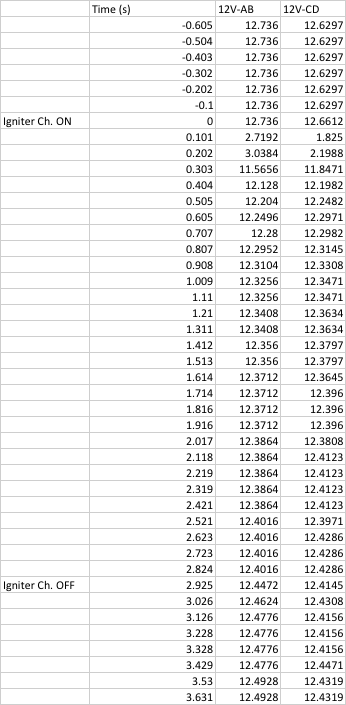 Time (s) 12V-AB 12V-CD
-0.605 12.736 12.6297
-0.504 12.736 12.6297
-0.403 12.736 12.6297
-0.302 12.736 12.6297
-0.202 12.736 12.6297
-0.1 12.736 12.6297
Igniter Ch. ON 0 12.736 12.6612
0.101 2.7192 1.825
0.202 3.0384 2.1988
0.303 11.5656 11.8471
0.404 12.128 12.1982
0.505 12.204 12.2482
0.605 12.2496 12.2971
0.707 12.28 12.2982
0.807 12.2952 12.3145
0.908 12.3104 12.3308
1.009 12.3256 12.3471
1.11 12.3256 12.3471
1.21 12.3408 12.3634
1.311 12.3408 12.3634
1.412 12.356 12.3797
1.513 12.356 12.3797
1.614 12.3712 12.3645
1.714 12.3712 12.396
1.816 12.3712 12.396
1.916 12.3712 12.396
2.017 12.3864 12.3808
2.118 12.3864 12.4123
2.219 12.3864 12.4123
2.319 12.3864 12.4123
2.421 12.3864 12.4123
2.521 12.4016 12.3971
2.623 12.4016 12.4286
2.723 12.4016 12.4286
2.824 12.4016 12.4286
Igniter Ch. OFF 2.925 12.4472 12.4145
3.026 12.4624 12.4308
3.126 12.4776 12.4156
3.228 12.4776 12.4156
3.328 12.4776 12.4156
3.429 12.4776 12.4471
3.53 12.4928 12.4319
3.631 12.4928 12.4319